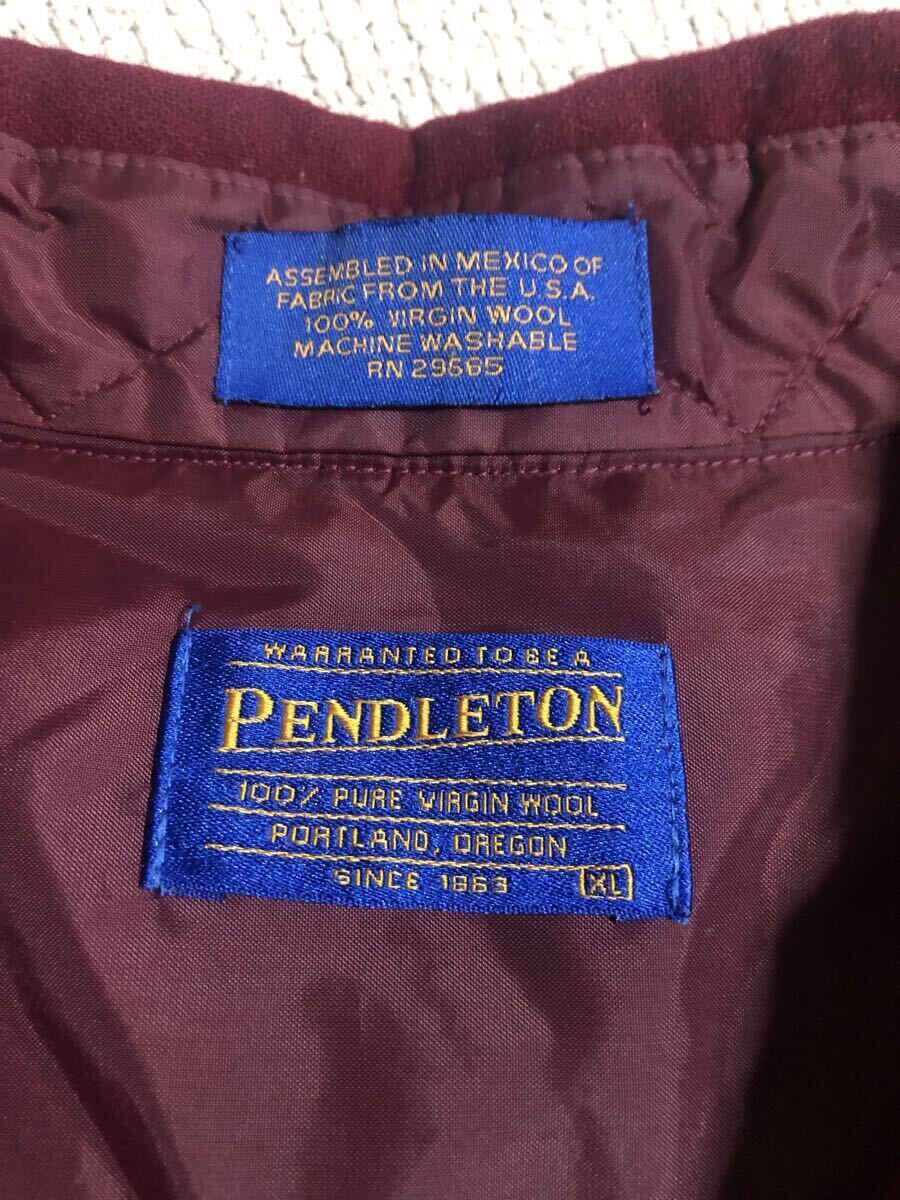 ASSEMBLED IN MEXICO OF
FABRIC FROM THE U.S.A.
100% VIRGIN WOOL
MACHINE WASHABLE
RN 29685
WARRANTED TO BE A
PENDLETON
100% PURE VIRGIN WOOL
PORTLAND, OREGON
SINCE 1863 XL